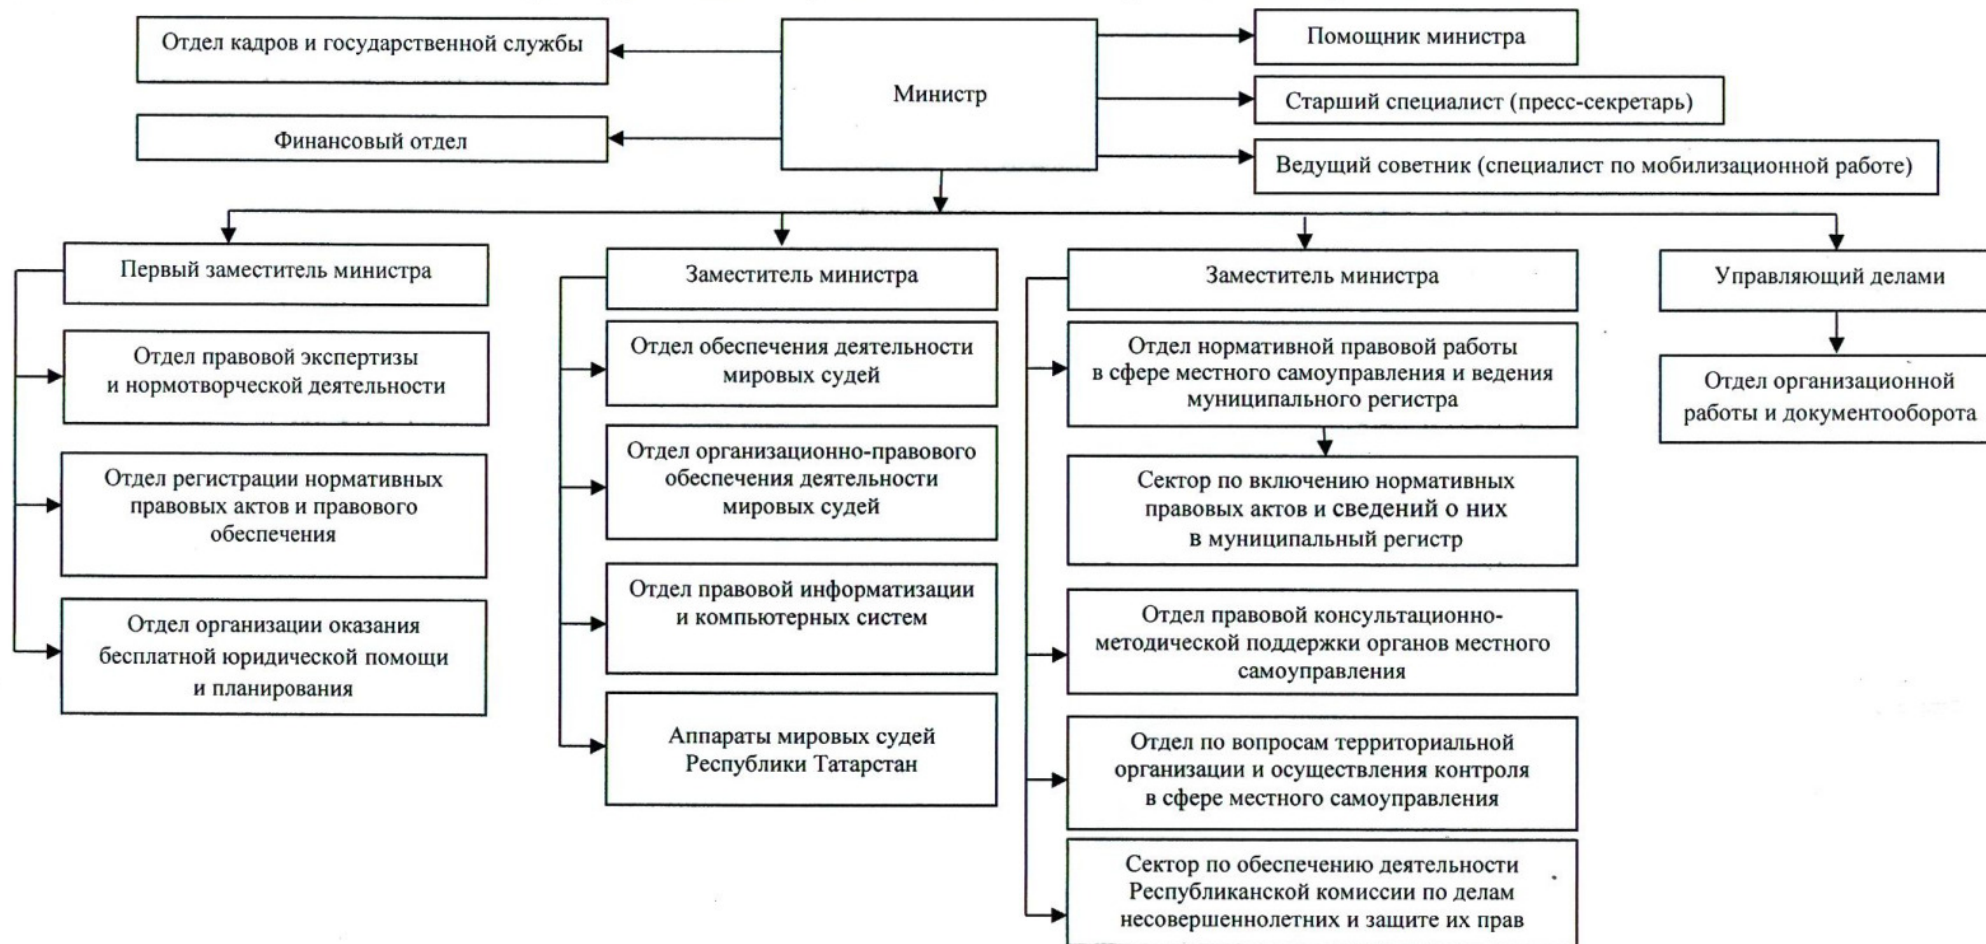 Отдел кадров и государственной службы
Финансовый отдел
Министр
Помощник министра
Старший специалист (пресс-секретарь)
Ведущий советник (специалист по мобилизационной работе)
Первый заместитель министра
Отдел правовой экспертизы
и нормотворческой деятельности
Отдел регистрации нормативных
правовых актов и правового
обеспечения
Отдел организации оказания
бесплатной юридической помощи
и планирования
Заместитель министра
Отдел обеспечения деятельности
мировых судей
Отдел организационно-правового
обеспечения деятельности
мировых судей
Отдел правовой информатизации
и компьютерных систем
Аппараты мировых судей
Республики Татарстан
Заместитель министра
Отдел нормативной правовой работы
в сфере местного самоуправления и ведения
муниципального регистра
Сектор по включению нормативных
правовых актов и сведений о них
в муниципальный регистр
Отдел правовой консультационно-
методической поддержки органов местного
самоуправления
Отдел по вопросам территориальной
организации и осуществления контроля
в сфере местного самоуправления
Сектор по обеспечению деятельности
Республиканской комиссии по делам
несовершеннолетних и защите их прав
Управляющий делами
Отдел организационной
работы и документооборота